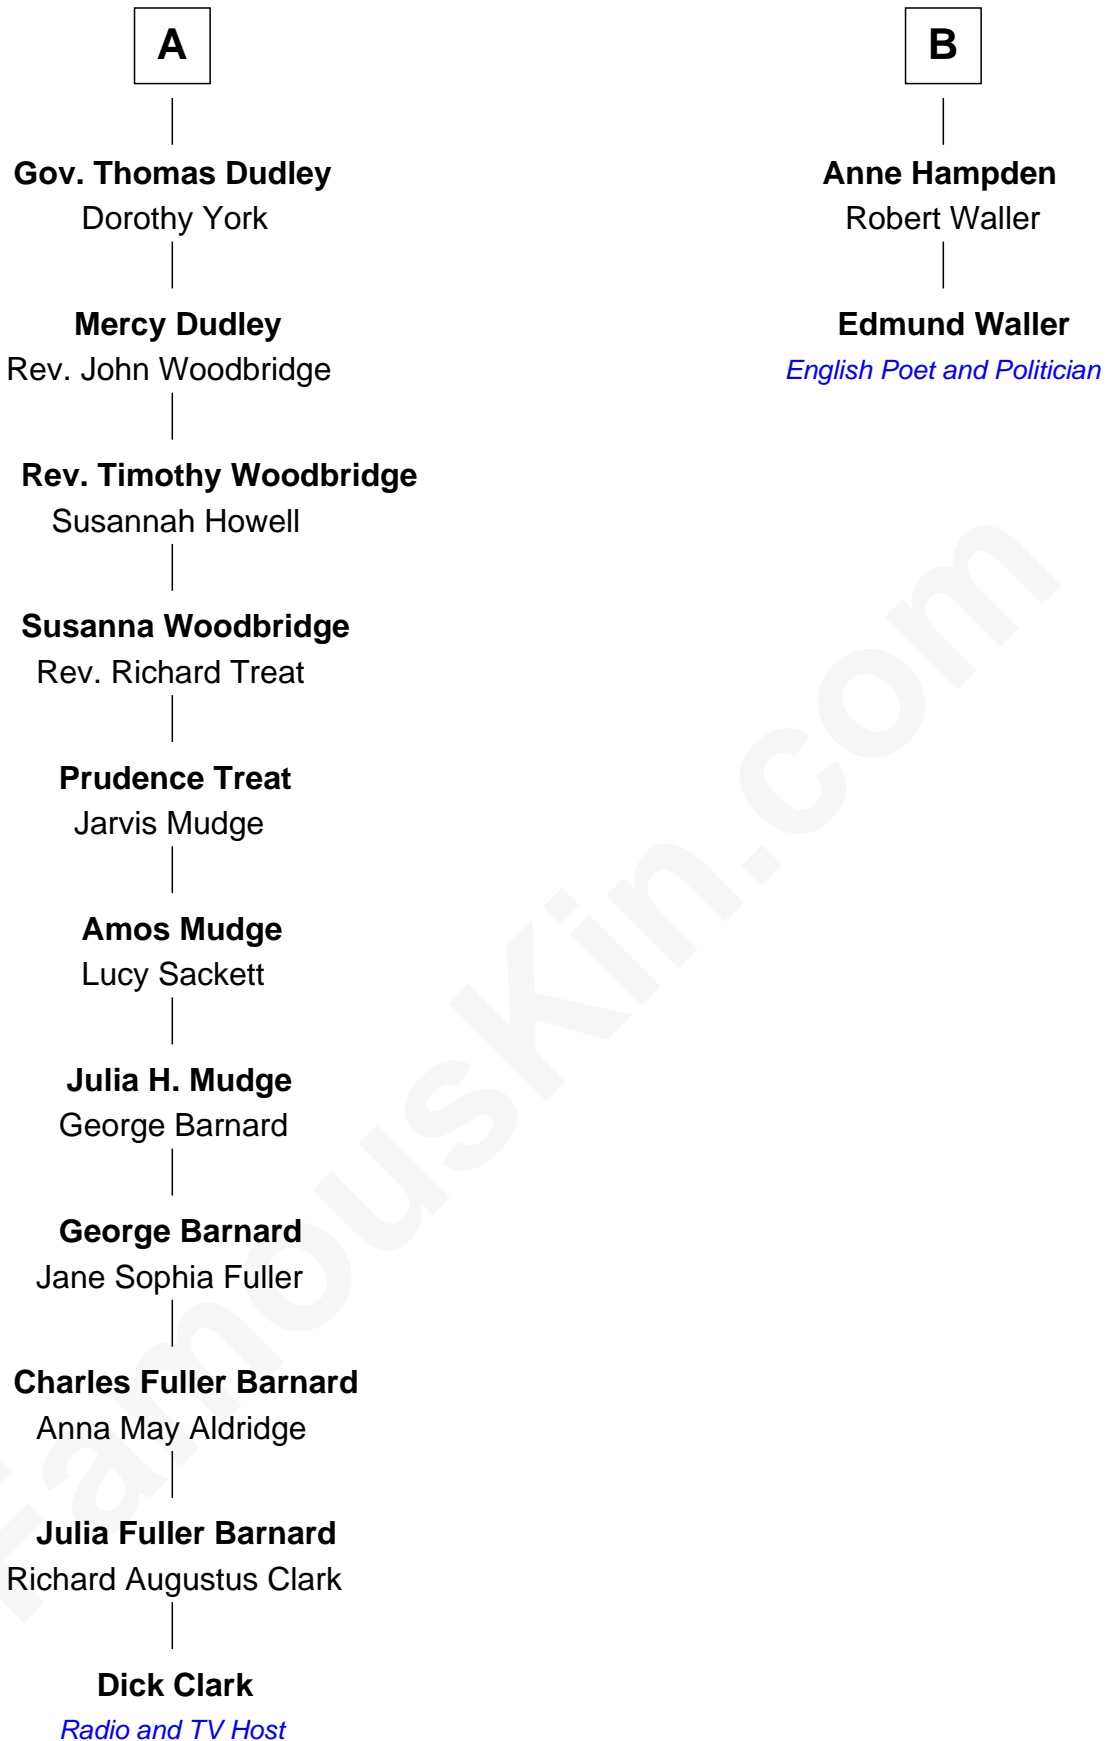 A
Gov. Thomas Dudley
Dorothy York
Mercy Dudley
Rev. John Woodbridge
Rev. Timothy Woodbridge
Susannah Howell
Susanna Woodbridge
Rev. Richard Treat
Prudence Treat
Jarvis Mudge
Amos Mudge
Lucy Sackett
Julia H. Mudge
George Barnard
George Barnard
Jane Sophia Fuller
Charles Fuller Barnard
Anna May Aldridge
Julia Fuller Barnard
Richard Augustus Clark
Dick Clark
Radio and TV Host
B
Anne Hampden
Robert Waller
Edmund Waller
English Poet and Politician
FamousKin.com